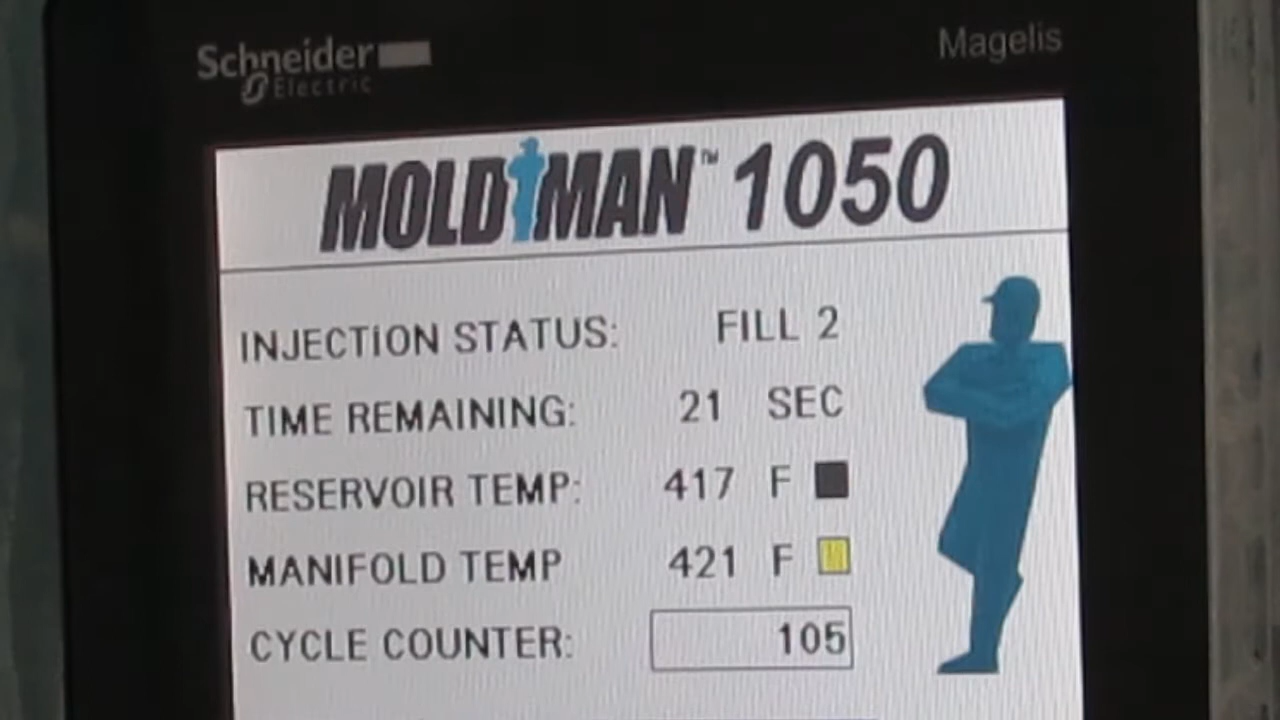 Schneider Electric
Magelis
MOLDMAN™ 1050
INJECTION STATUS: FILL 2
TIME REMAINING: 21 SEC
RESERVOIR TEMP: 417 F
MANIFOLD TEMP 421 F
CYCLE COUNTER: 105